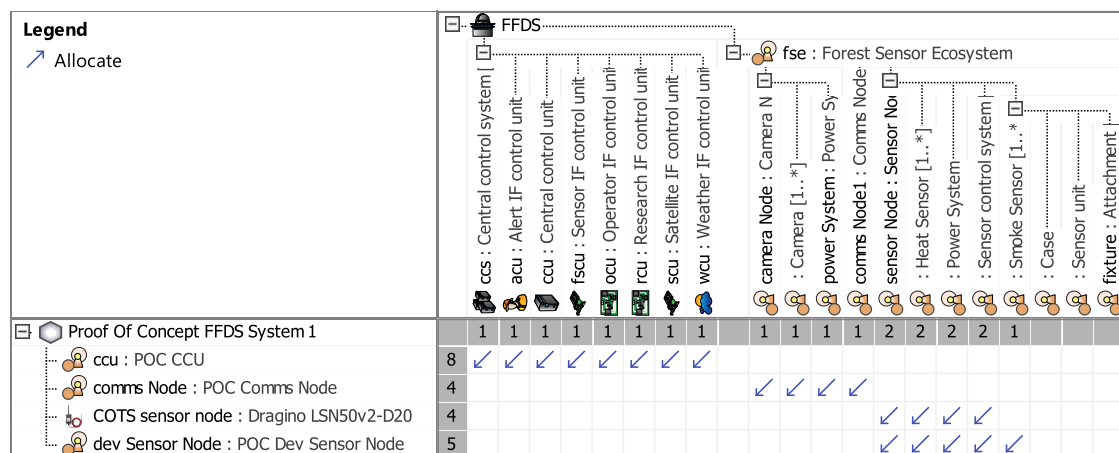 Legend
Allocate
FFDS
fse : Forest Sensor Ecosystem
ccs : Central control system [
acu : Alert IF control unit
ccu : Central control unit
fscu : Sensor IF control unit
ocu : Operator IF control unit
rcu : Research IF control unit
scu : Satellite IF control unit
wcu : Weather IF control unit
camera Node : Camera N
: Camera [1..*]
power System : Power Sy
comms Node1 : Comms Node
sensor Node : Sensor Nod
: Heat Sensor [1..*]
: Power System
: Sensor control system
: Smoke Sensor [1..*
: Case
: Sensor unit
fixture : Attachment
Proof Of Concept FFDS System 1
1 1 1 1 1 1 1 1 1 1 1 1 2 2 2 2 1
ccu : POC CCU
8
comms Node : POC Comms Node
4
COTS sensor node : Dragino LSN50v2-D20
4
dev Sensor Node : POC Dev Sensor Node
5